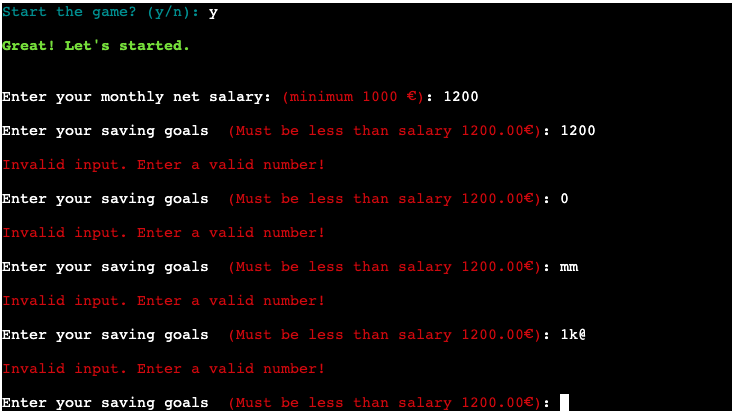 Start the game? (y/n): y
Great! Let's started.
Enter your monthly net salary: (minimum 1000 €): 1200
Enter your saving goals  (Must be less than salary 1200.00€): 1200
Invalid input. Enter a valid number!
Enter your saving goals  (Must be less than salary 1200.00€): 0
Invalid input. Enter a valid number!
Enter your saving goals  (Must be less than salary 1200.00€): mm
Invalid input. Enter a valid number!
Enter your saving goals  (Must be less than salary 1200.00€): 1k@
Invalid input. Enter a valid number!
Enter your saving goals  (Must be less than salary 1200.00€):